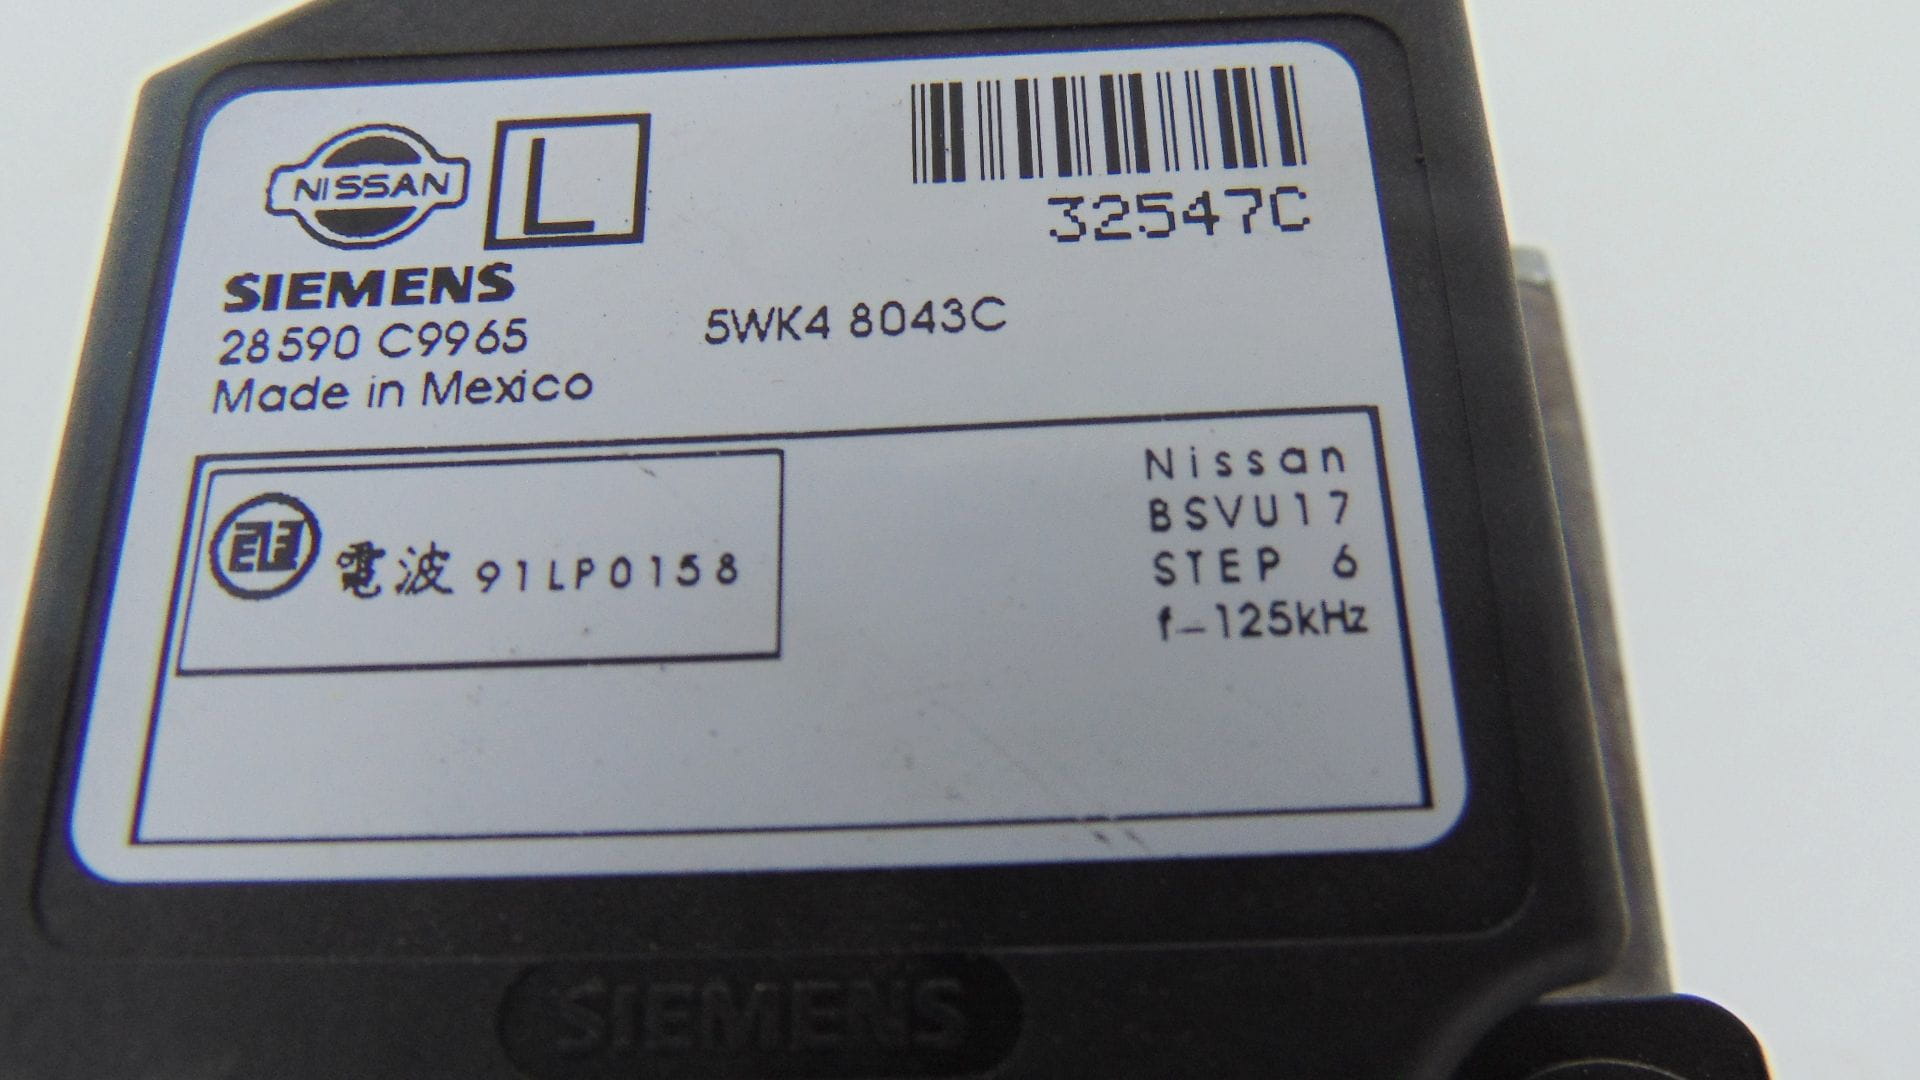 NISSAN L
32547C
SIEMENS
28590 C9965 5WK4 8043C
Made in Mexico
電波 91LP0158
Nissan
BSVU17
STEP 6
f-125kHz
SIEMENS